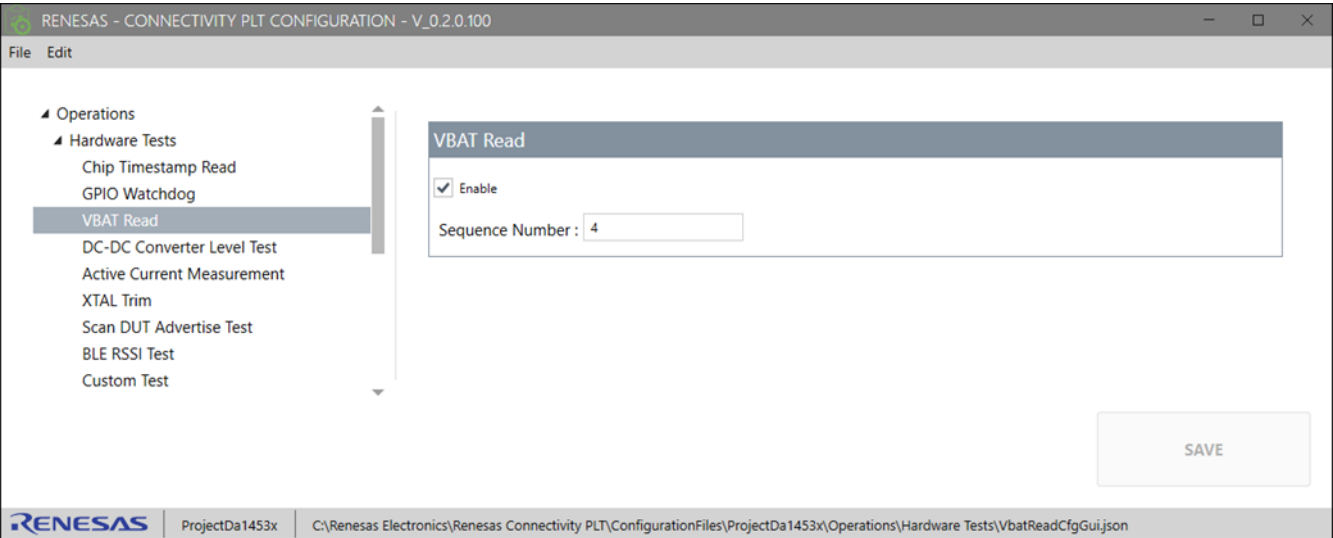 RENESAS - CONNECTIVITY PLT CONFIGURATION - V_0.2.0.100
File Edit
Operations
Hardware Tests
Chip Timestamp Read
GPIO Watchdog
VBAT Read
DC-DC Converter Level Test
Active Current Measurement
XTAL Trim
Scan DUT Advertise Test
BLE RSSI Test
Custom Test
VBAT Read
Enable
Sequence Number : 4
SAVE
RENESAS ProjectDa1453x C:\Renesas Electronics\Renesas Connectivity PLT\ConfigurationFiles\ProjectDa1453x\Operations\Hardware Tests\VbatReadCfgGui.json